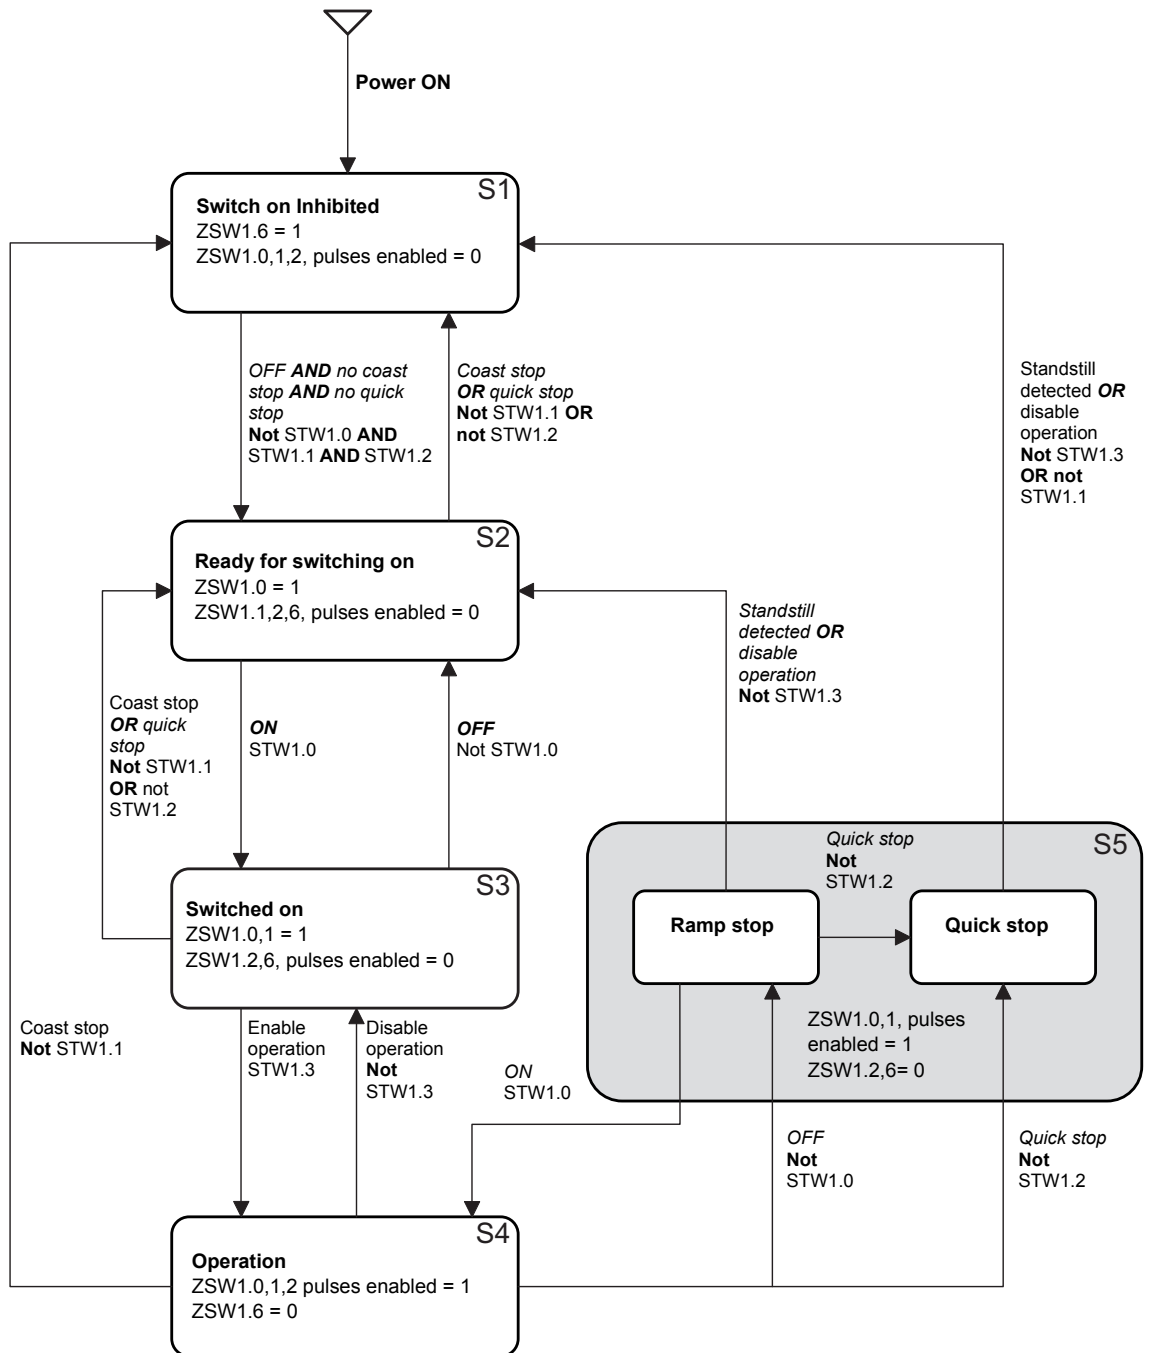 Power ON
S1
Switch on Inhibited
ZSW1.6 = 1
ZSW1.0,1,2, pulses enabled = 0
OFF AND no coast
stop AND no quick
stop
Not STW1.0 AND
STW1.1 AND STW1.2
Coast stop
OR quick stop
Not STW1.1 OR
not STW1.2
Standstill
detected OR
disable
operation
Not STW1.3
OR not
STW1.1
S2
Ready for switching on
ZSW1.0 = 1
ZSW1.1,2,6, pulses enabled = 0
Standstill
detected OR
disable
operation
Not STW1.3
Coast stop
OR quick
stop
Not STW1.1
OR not
STW1.2
ON
STW1.0
OFF
Not STW1.0
S3
Switched on
ZSW1.0,1 = 1
ZSW1.2,6, pulses enabled = 0
S5
Quick stop
Not
STW1.2
Ramp stop
Quick stop
ZSW1.0,1, pulses
enabled = 1
ZSW1.2,6= 0
Coast stop
Not STW1.1
Enable
operation
STW1.3
Disable
operation
Not
STW1.3
ON
STW1.0
OFF
Not
STW1.0
Quick stop
Not
STW1.2
S4
Operation
ZSW1.0,1,2 pulses enabled = 1
ZSW1.6 = 0